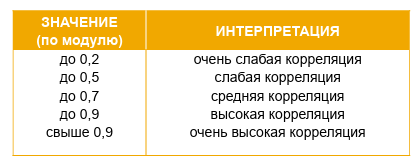 ЗНАЧЕНИЕ
(по модулю) ИНТЕРПРЕТАЦИЯ
до 0,2 очень слабая корреляция
до 0,5 слабая корреляция
до 0,7 средняя корреляция
до 0,9 высокая корреляция
свыше 0,9 очень высокая корреляция